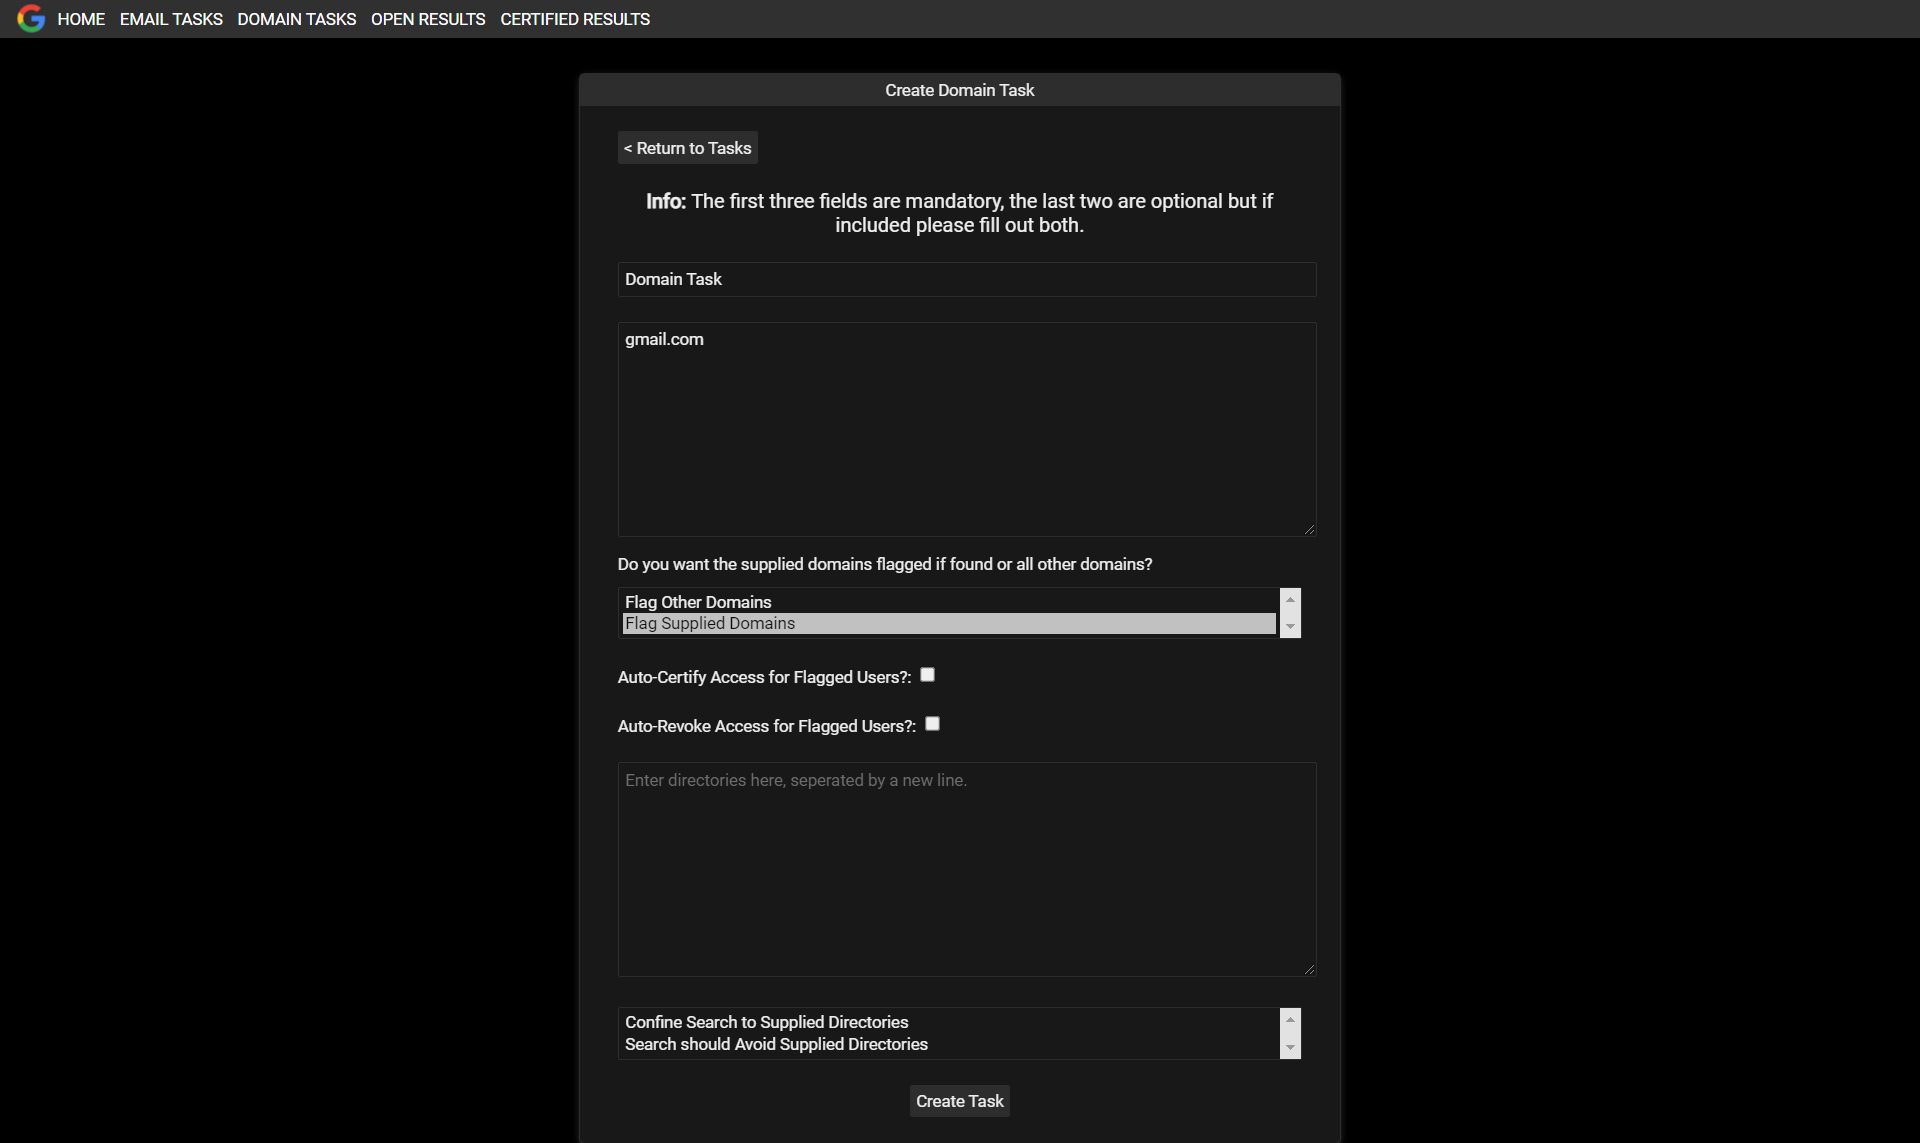 HOME EMAIL TASKS DOMAIN TASKS OPEN RESULTS CERTIFIED RESULTS
Create Domain Task
< Return to Tasks
Info: The first three fields are mandatory, the last two are optional but if
included please fill out both.
Domain Task
gmail.com
Do you want the supplied domains flagged if found or all other domains?
Flag Other Domains
Flag Supplied Domains
Auto-Certify Access for Flagged Users?:
Auto-Revoke Access for Flagged Users?:
Enter directories here, seperated by a new line.
Confine Search to Supplied Directories
Search should Avoid Supplied Directories
Create Task